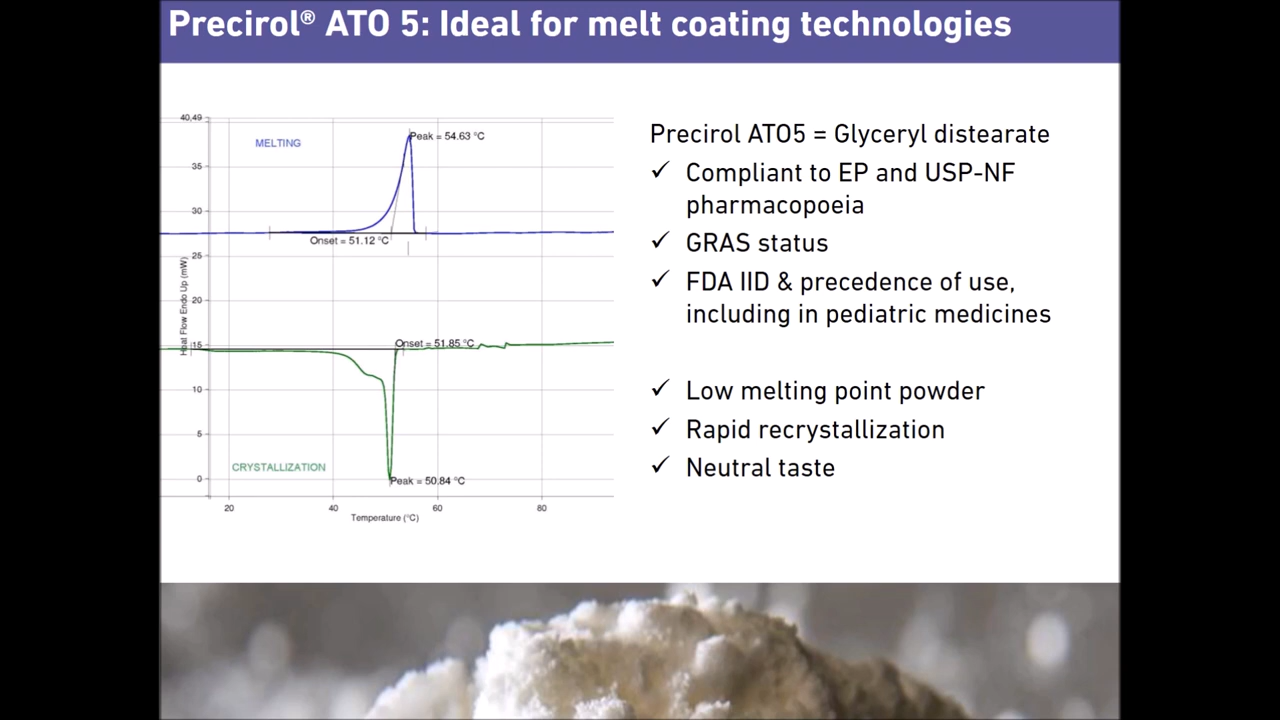 Precirol® ATO 5: Ideal for melt coating technologies
40,49
35
30
25
20
15
10
5
0
Heat Flow Endo Up (mW)
MELTING
Peak = 54.63 °C
Onset = 51.12 °C
Onset = 51.85 °C
CRYSTALLIZATION
Peak = 50.84 °C
20
40
60
80
Temperature (°C)
Precirol ATO5 = Glyceryl distearate
✓ Compliant to EP and USP-NF
pharmacopoeia
✓ GRAS status
✓ FDA IID & precedence of use,
including in pediatric medicines
✓ Low melting point powder
✓ Rapid recrystallization
✓ Neutral taste